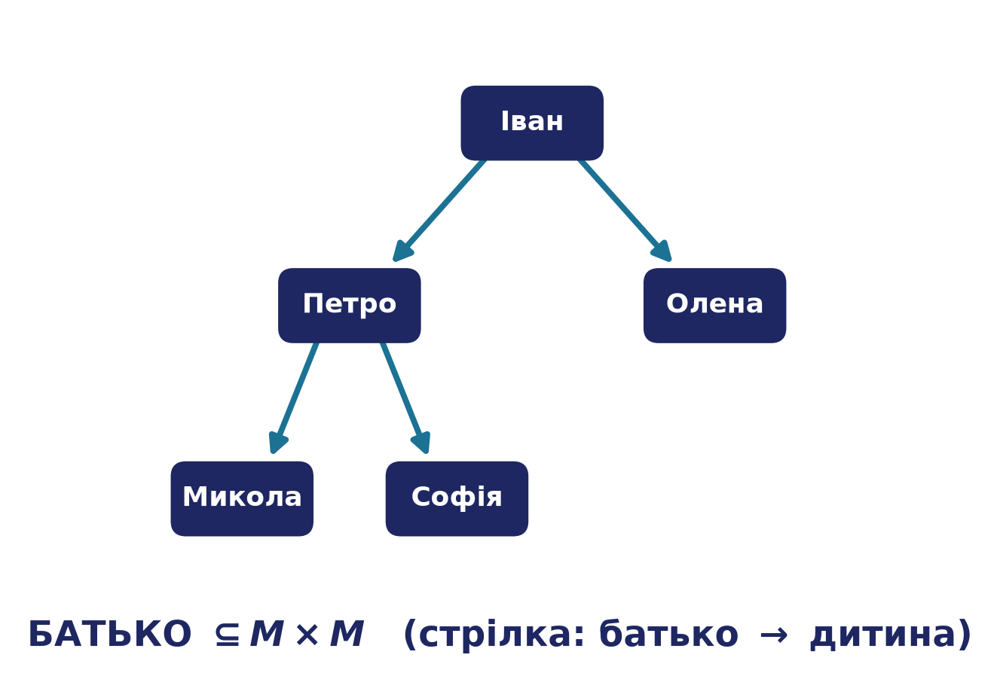 Іван
Петро
Олена
Микола
Софія
БАТЬКО ⊆ M × M (стрілка: батько → дитина)